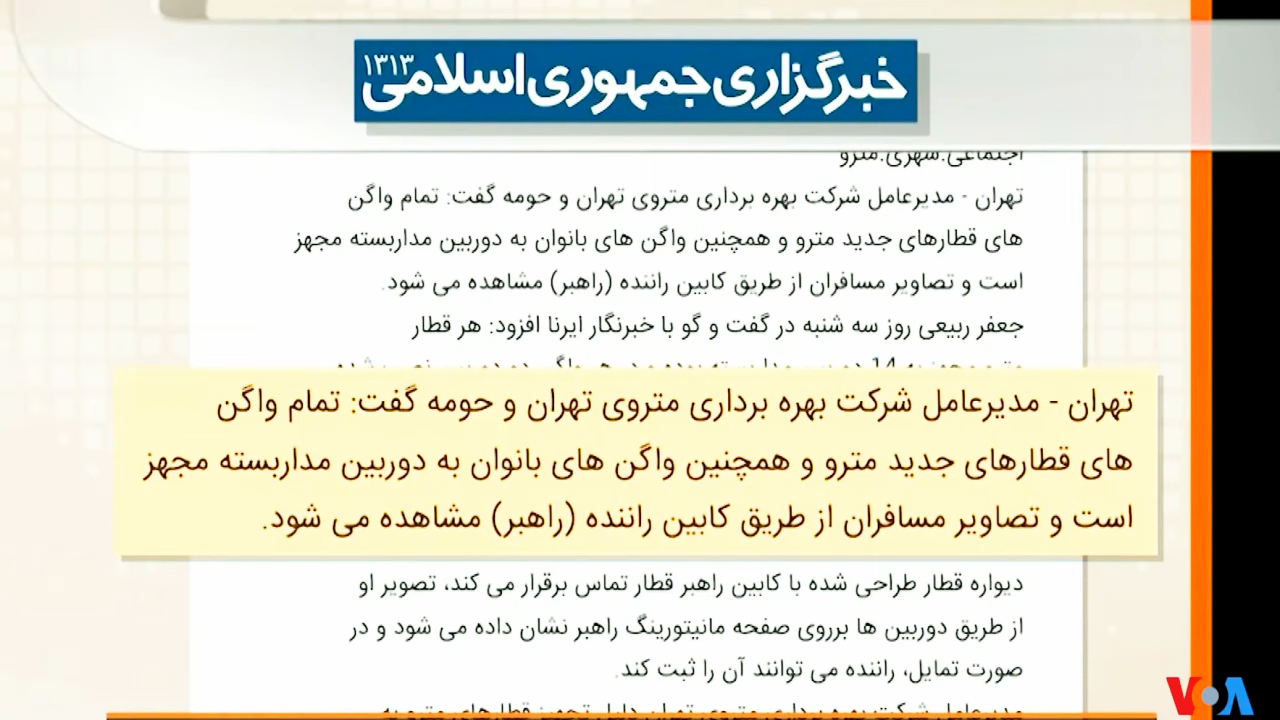 خبرگزاری جمهوری اسلامی ۱۳۱۳
اجتماعی.شهری.مترو
تهران - مدیرعامل شرکت بهره برداری متروی تهران و حومه گفت: تمام واگن
های قطارهای جدید مترو و همچنین واگن های بانوان به دوربین مداربسته مجهز
است و تصاویر مسافران از طریق کابین راننده (راهبر) مشاهده می شود.
جعفر ربیعی روز سه شنبه در گفت و گو با خبرنگار ایرنا افزود: هر قطار
تهران - مدیرعامل شرکت بهره برداری متروی تهران و حومه گفت: تمام واگن
های قطارهای جدید مترو و همچنین واگن های بانوان به دوربین مداربسته مجهز
است و تصاویر مسافران از طریق کابین راننده (راهبر) مشاهده می شود.
دیواره قطار طراحی شده با کابین راهبر قطار تماس برقرار می کند، تصویر او
از طریق دوربین ها برروی صفحه مانیتورینگ راهبر نشان داده می شود و در
صورت تمایل، راننده می توانند آن را ثبت کند.
VOA